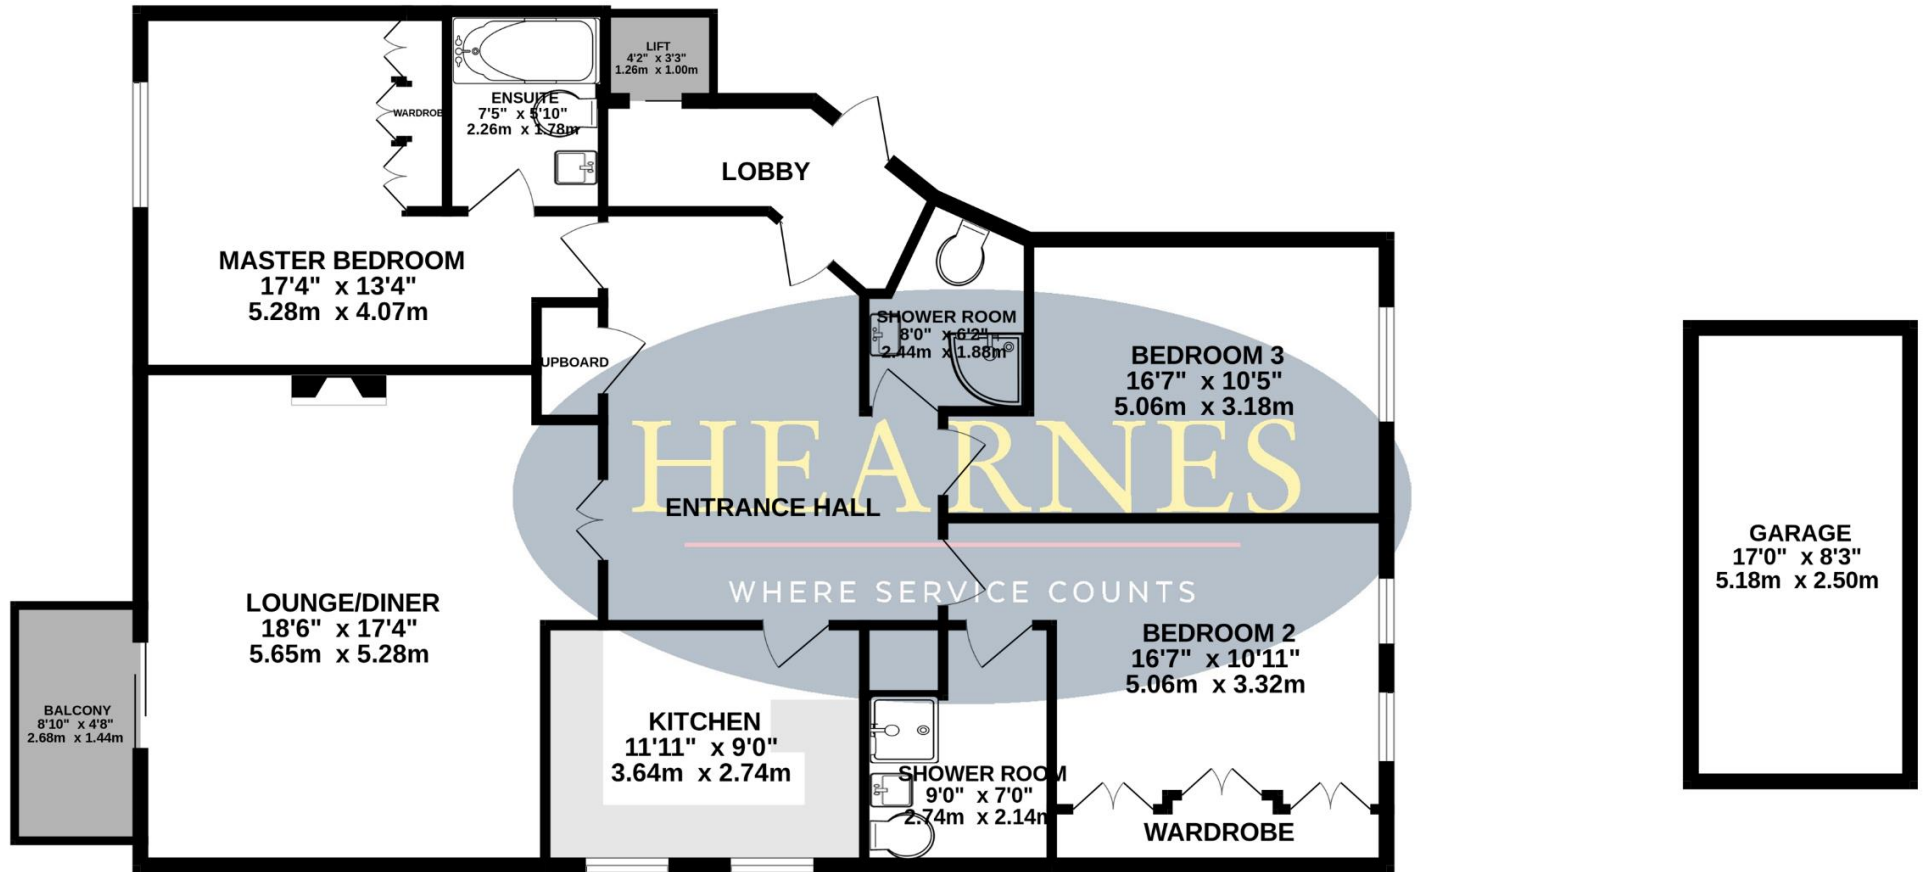 LIFT
4'2" x 3'3"
1.26m x 1.00m
ENSUITE
7'5" x 5'10"
2.26m x 1.78m
WARDROBE
LOBBY
MASTER BEDROOM
17'4" x 13'4"
5.28m x 4.07m
SHOWER ROOM
8'0" x 6'2"
2.44m x 1.88m
BEDROOM 3
16'7" x 10'5"
5.06m x 3.18m
UPBOARD
HEARNES
ENTRANCE HALL
WHERE SERVICE COUNTS
GARAGE
17'0" x 8'3"
5.18m x 2.50m
LOUNGE/DINER
18'6" x 17'4"
5.65m x 5.28m
BEDROOM 2
16'7" x 10'11"
5.06m x 3.32m
BALCONY
8'10" x 4'8"
2.68m x 1.44m
KITCHEN
11'11" x 9'0"
3.64m x 2.74m
SHOWER ROOM
9'0" x 7'0"
2.74m x 2.14m
WARDROBE